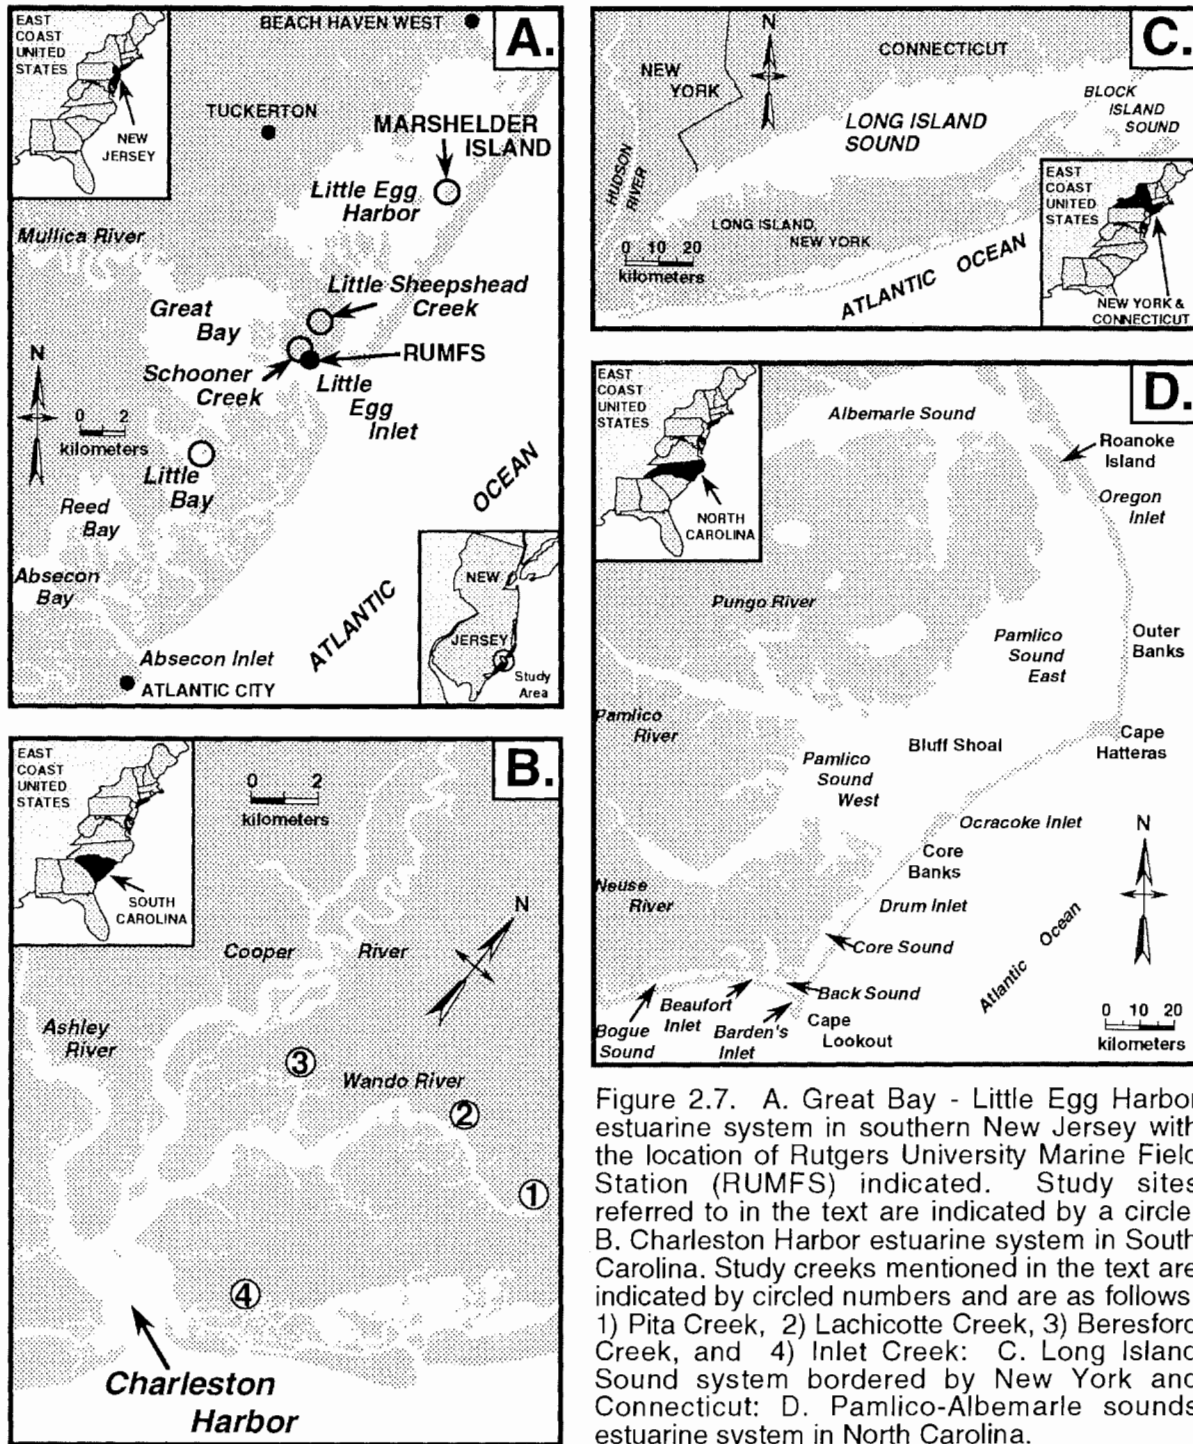 EAST
COAST
UNITED
STATES
NEW
JERSEY
BEACH HAVEN WEST
A.
TUCKERTON
MARSHELDER
ISLAND
Little Egg
Harbor
Mullica River
Little Sheepshead
Creek
Great
Bay
RUMFS
Schooner
Creek
Little
Egg
Inlet
N
0 2
kilometers
Little
Bay
Reed
Bay
Absecon
Bay
ATLANTIC
OCEAN
Absecon Inlet
ATLANTIC CITY
NEW
JERSEY
Study
Area
EAST
COAST
UNITED
STATES
SOUTH
CAROLINA
B.
0 2
kilometers
N
Cooper River
Ashley
River
3
Wando River
2
1
4
Charleston
Harbor
C.
N
CONNECTICUT
NEW
YORK
BLOCK
ISLAND
SOUND
LONG ISLAND
SOUND
HUDSON
RIVER
LONG ISLAND,
NEW YORK
0 10 20
kilometers
ATLANTIC OCEAN
EAST
COAST
UNITED
STATES
NEW YORK &
CONNECTICUT
EAST
COAST
UNITED
STATES
NORTH
CAROLINA
D.
Albemarle Sound
Roanoke
Island
Oregon
Inlet
Pungo River
Pamlico
Sound
East
Outer
Banks
Pamlico
River
Bluff Shoal
Cape
Hatteras
Pamlico
Sound
West
Ocracoke Inlet
N
Core
Banks
Neuse
River
Drum Inlet
Core Sound
Atlantic Ocean
Back Sound
Beaufort
Inlet
Bogue
Sound
Barden's
Inlet
Cape
Lookout
0 10 20
kilometers
Figure 2.7. A. Great Bay - Little Egg Harbor
estuarine system in southern New Jersey with
the location of Rutgers University Marine Field
Station (RUMFS) indicated. Study sites
referred to in the text are indicated by a circle
B. Charleston Harbor estuarine system in South
Carolina. Study creeks mentioned in the text are
indicated by circled numbers and are as follows
1) Pita Creek, 2) Lachicotte Creek, 3) Beresford
Creek, and 4) Inlet Creek: C. Long Island
Sound system bordered by New York and
Connecticut: D. Pamlico-Albemarle sounds
estuarine system in North Carolina.